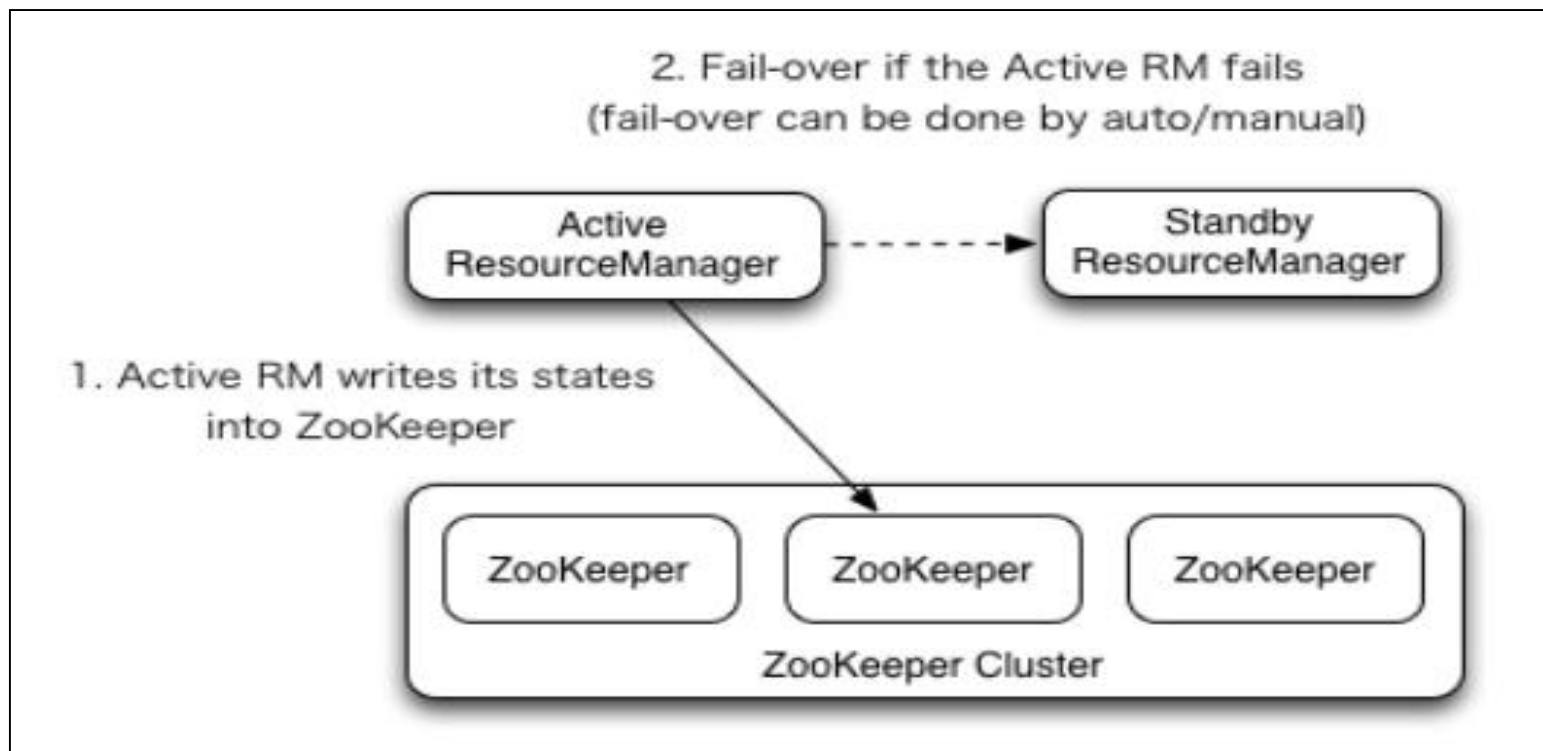 2. Fail-over if the Active RM fails
(fail-over can be done by auto/manual)
Active
ResourceManager
Standby
ResourceManager
1. Active RM writes its states
into ZooKeeper
ZooKeeper
ZooKeeper
ZooKeeper
ZooKeeper Cluster